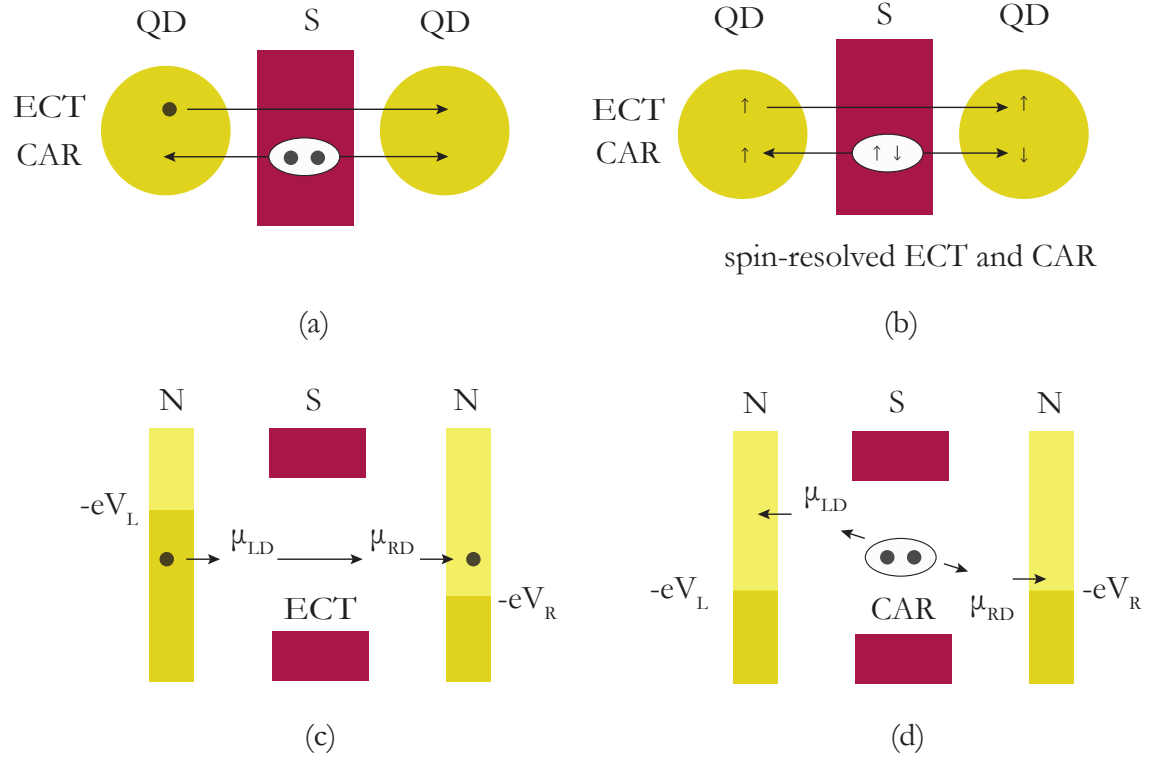 QD S QD
ECT
CAR
(a)
QD S QD
ECT ↑ ↑
CAR ↑ ↑ ↓ ↓
spin-resolved ECT and CAR
(b)
N S N
-eV_L
μ_LD μ_RD
ECT
-eV_R
(c)
N S N
μ_LD
-eV_L CAR μ_RD -eV_R
(d)